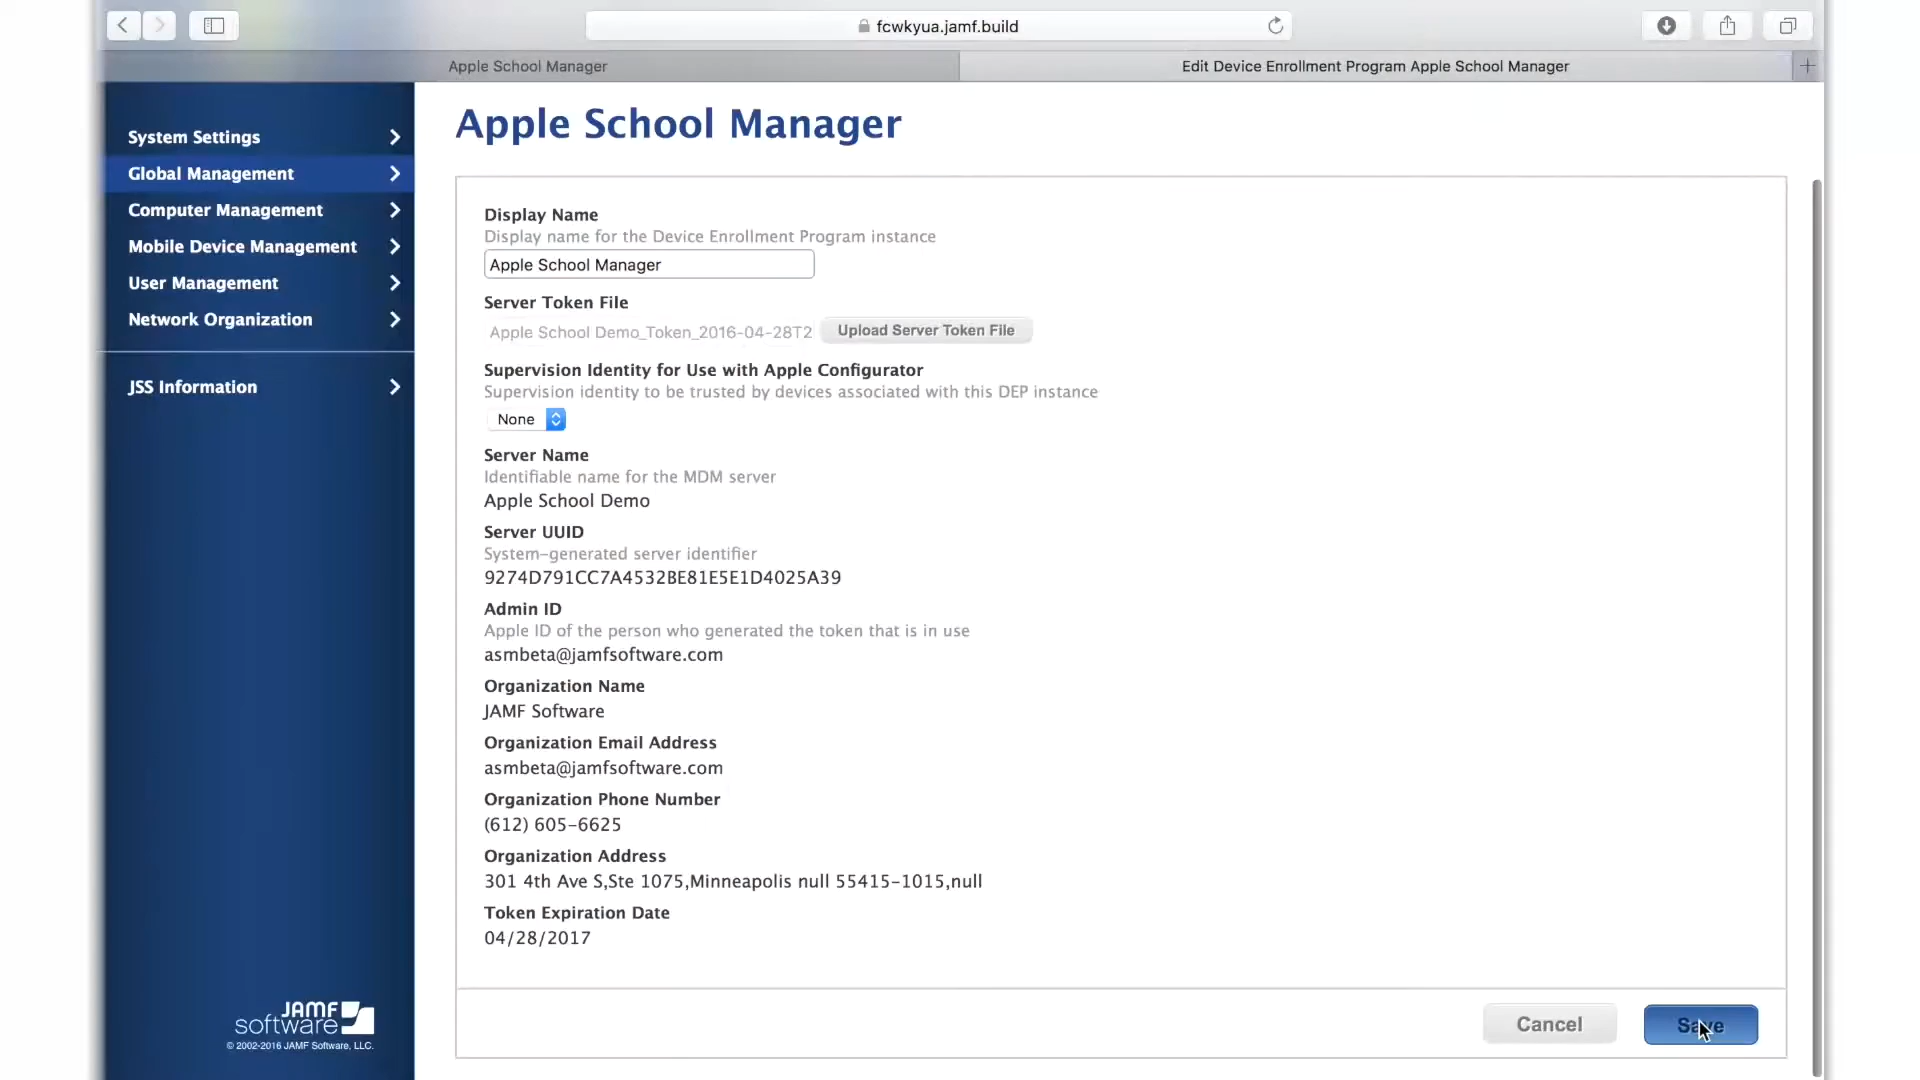 fcwkyua.jamf.build
Apple School Manager
Edit Device Enrollment Program Apple School Manager
System Settings
Global Management
Computer Management
Mobile Device Management
User Management
Network Organization
JSS Information
JAMF
software
© 2002-2016 JAMF Software, LLC.
Apple School Manager
Display Name
Display name for the Device Enrollment Program instance
Apple School Manager
Server Token File
Apple School Demo_Token_2016-04-28T2
Upload Server Token File
Supervision Identity for Use with Apple Configurator
Supervision identity to be trusted by devices associated with this DEP instance
None
Server Name
Identifiable name for the MDM server
Apple School Demo
Server UUID
System-generated server identifier
9274D791CC7A4532BE81E5E1D4025A39
Admin ID
Apple ID of the person who generated the token that is in use
asmbeta@jamfsoftware.com
Organization Name
JAMF Software
Organization Email Address
asmbeta@jamfsoftware.com
Organization Phone Number
(612) 605-6625
Organization Address
301 4th Ave S,Ste 1075,Minneapolis null 55415-1015,null
Token Expiration Date
04/28/2017
Cancel
Save